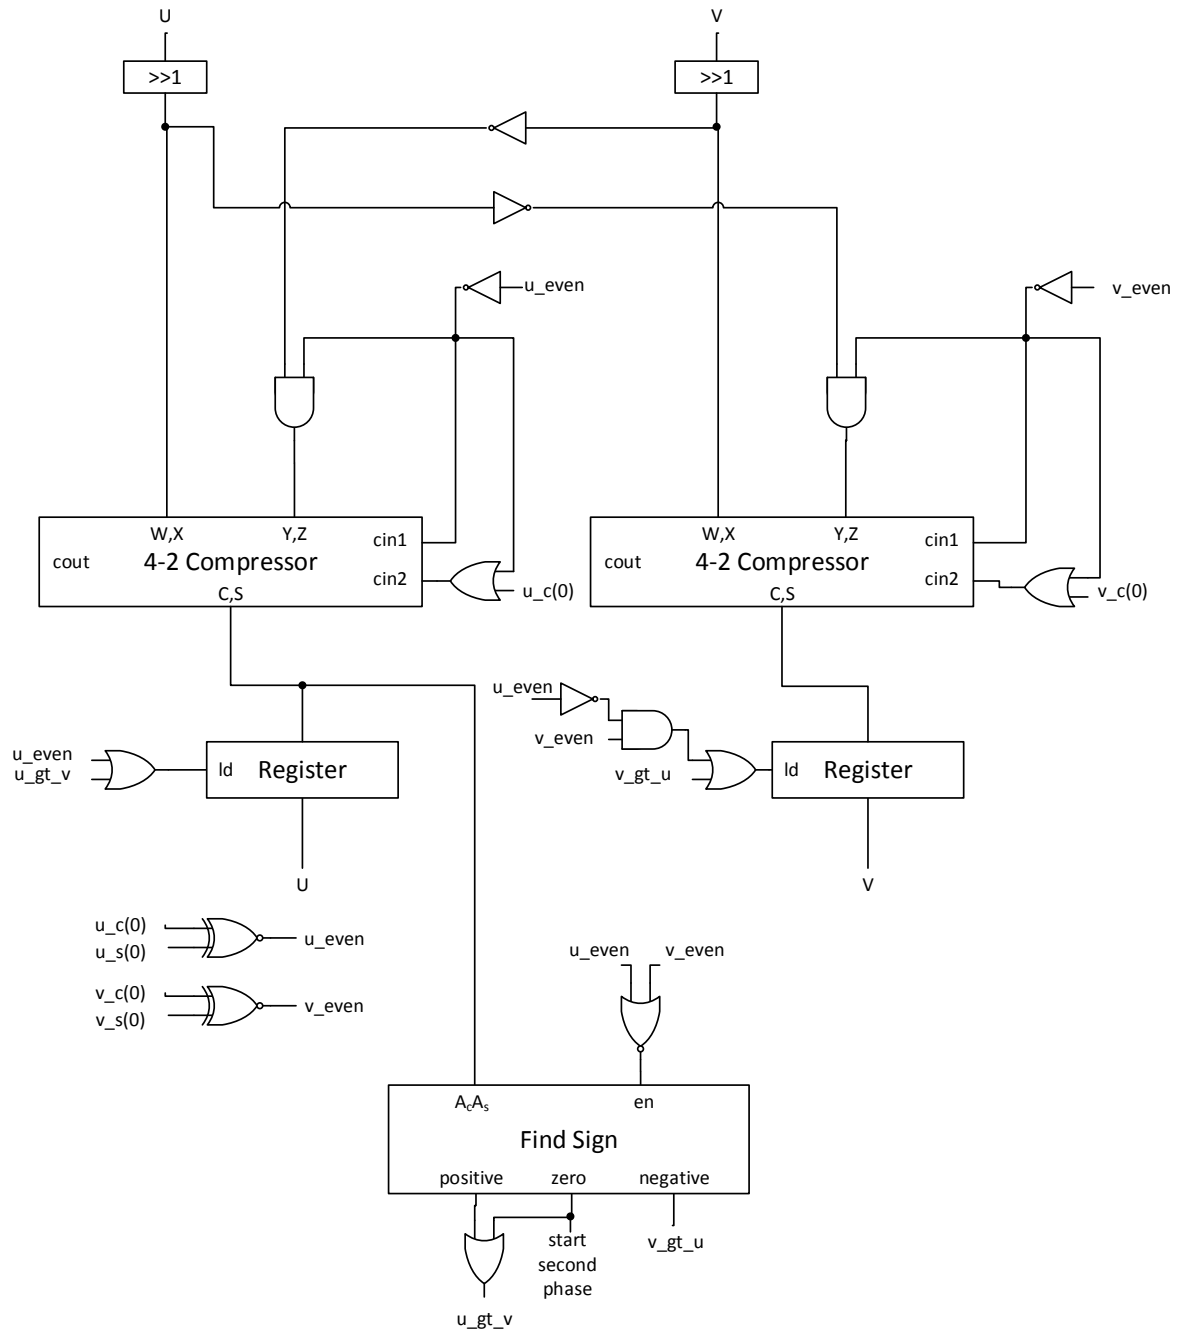 U
V
>>1
>>1
u_even
v_even
W,X
Y,Z
cin1
cout
4-2 Compressor
cin2
C,S
u_c(0)
W,X
Y,Z
cin1
cout
4-2 Compressor
cin2
C,S
v_c(0)
u_even
v_even
v_gt_u
u_even
u_gt_v
ld
Register
ld
Register
U
V
u_c(0)
u_s(0)
u_even
v_c(0)
v_s(0)
v_even
u_even
v_even
AcAs
en
Find Sign
positive
zero
negative
start
second
phase
v_gt_u
u_gt_v